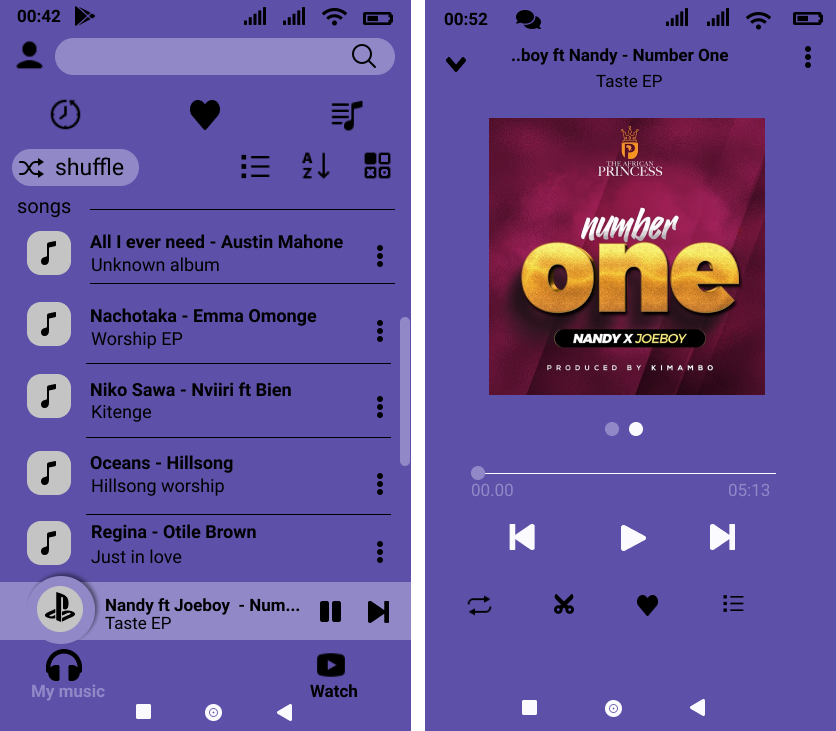 00:42
shuffle
A
Z
songs
All I ever need - Austin Mahone
Unknown album
Nachotaka - Emma Omonge
Worship EP
Niko Sawa - Nviiri ft Bien
Kitenge
Oceans - Hillsong
Hillsong worship
Regina - Otile Brown
Just in love
Nandy ft Joeboy - Num...
Taste EP
My music
Watch
00:52
..boy ft Nandy - Number One
Taste EP
THE AFRICAN
PRINCESS
number
one
NANDY X JOEBOY
PRODUCED BY KIMAMBO
00.00
05:13